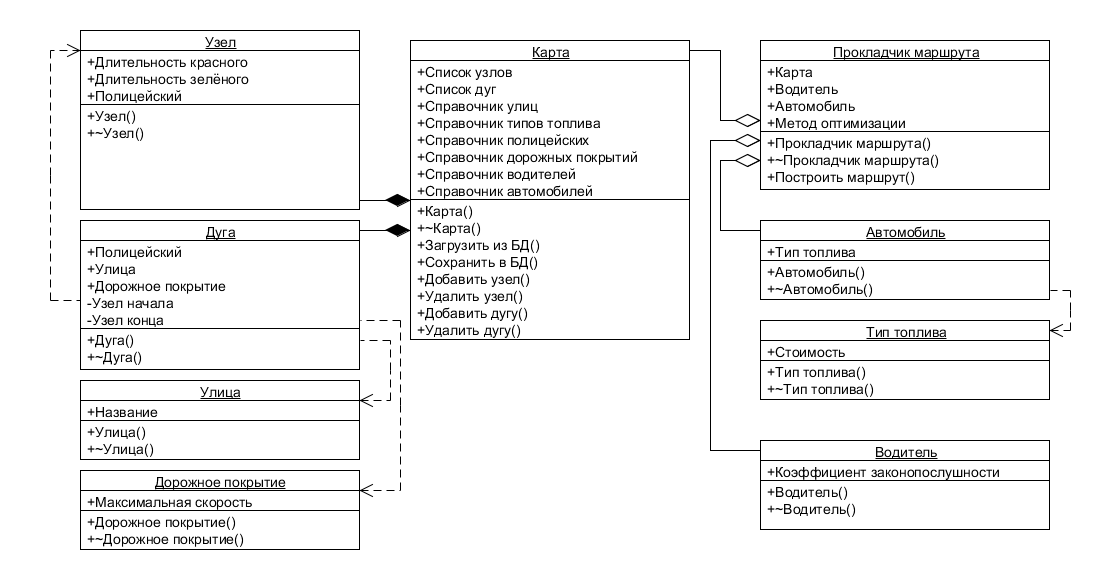 Узел
+Длительность красного
+Длительность зелёного
+Полицейский
+Узел()
+~Узел()
Дуга
+Полицейский
+Улица
+Дорожное покрытие
-Узел начала
-Узел конца
+Дуга()
+~Дуга()
Улица
+Название
+Улица()
+~Улица()
Дорожное покрытие
+Максимальная скорость
+Дорожное покрытие()
+~Дорожное покрытие()
Карта
+Список узлов
+Список дуг
+Справочник улиц
+Справочник типов топлива
+Справочник полицейских
+Справочник дорожных покрытий
+Справочник водителей
+Справочник автомобилей
+Карта()
+~Карта()
+Загрузить из БД()
+Сохранить в БД()
+Добавить узел()
+Удалить узел()
+Добавить дугу()
+Удалить дугу()
Прокладчик маршрута
+Карта
+Водитель
+Автомобиль
+Метод оптимизации
+Прокладчик маршрута()
+~Прокладчик маршрута()
+Построить маршрут()
Автомобиль
+Тип топлива
+Автомобиль()
+~Автомобиль()
Тип топлива
+Стоимость
+Тип топлива()
+~Тип топлива()
Водитель
+Коэффициент законопослушности
+Водитель()
+~Водитель()